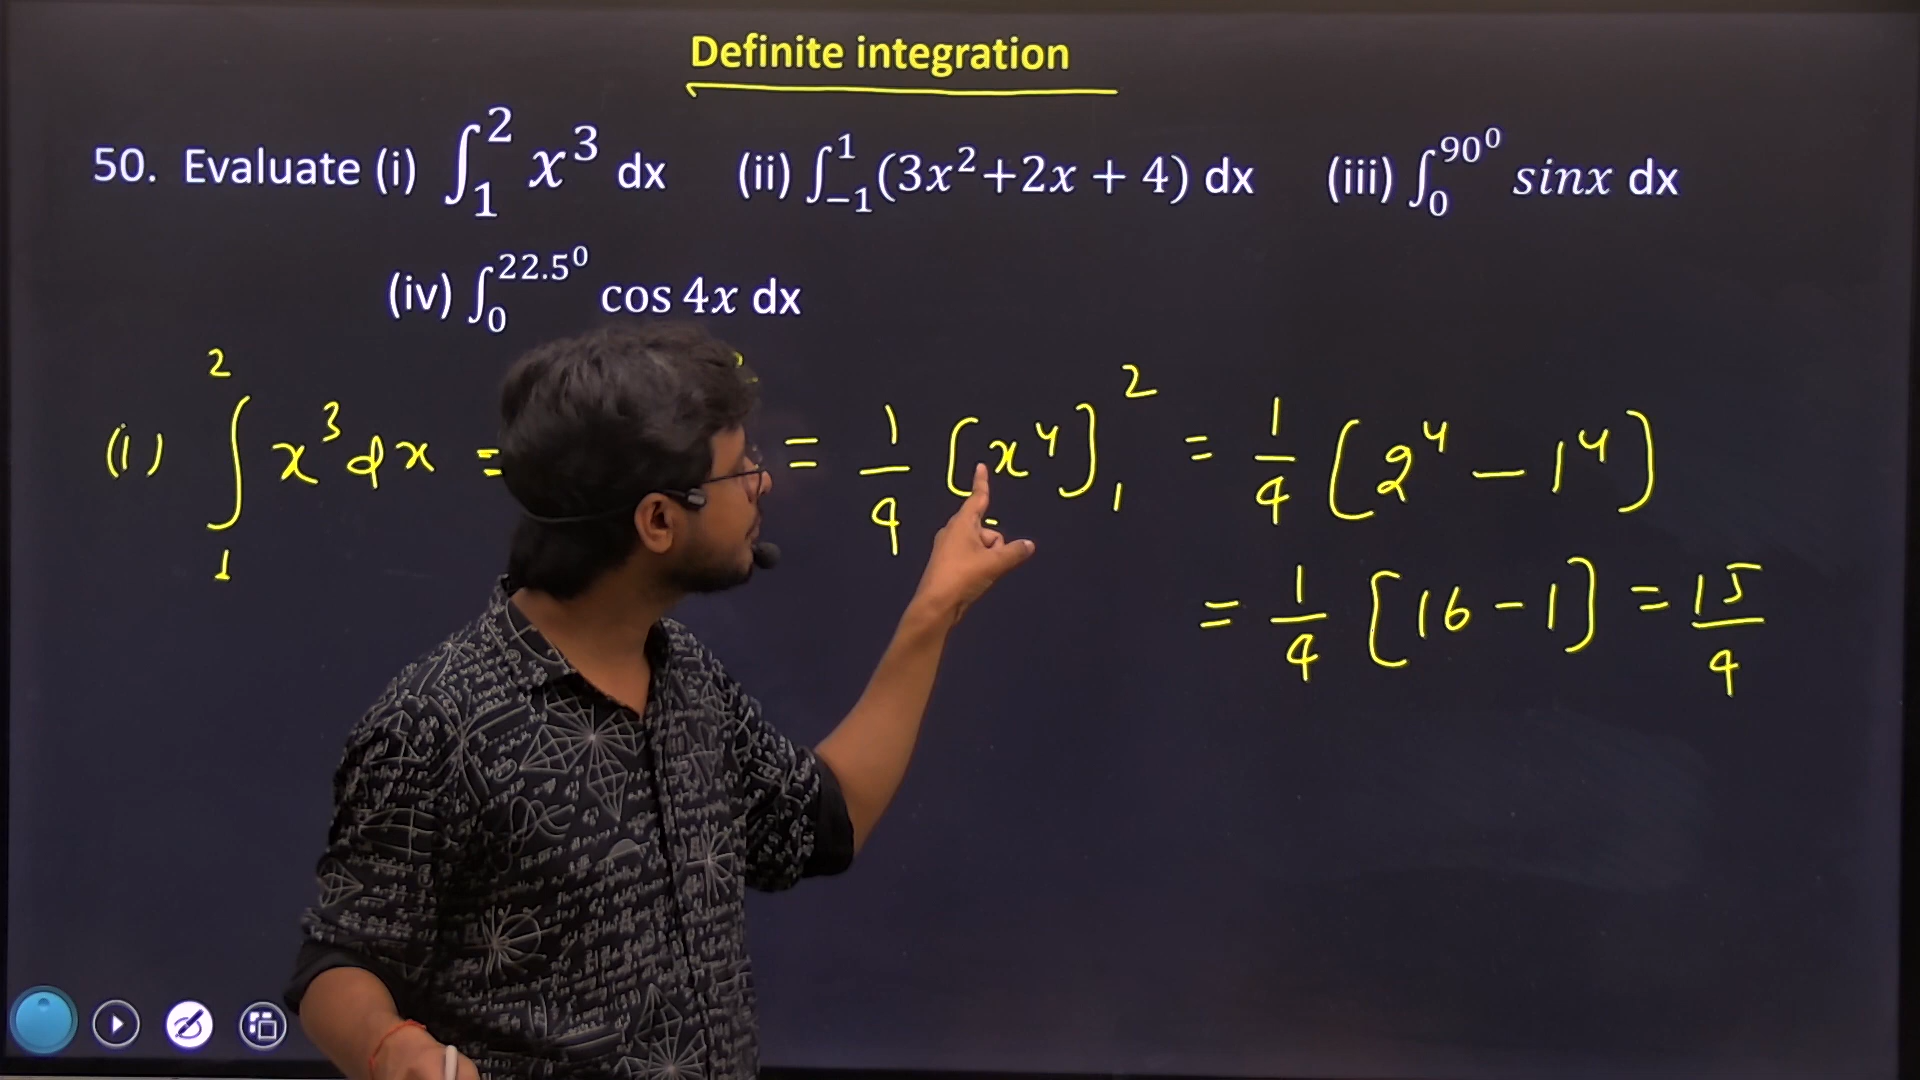 Definite integration
50. Evaluate (i) ∫₁² x³ dx (ii) ∫₋₁¹ (3x²+2x + 4) dx (iii) ∫₀^90⁰ sinx dx
(iv) ∫₀^22.5⁰ cos 4x dx
(i) ∫₁² x³ dx = = 1/4 [x⁴]₁² = 1/4 [2⁴ − 1⁴]
= 1/4 [16 − 1] = 15/4